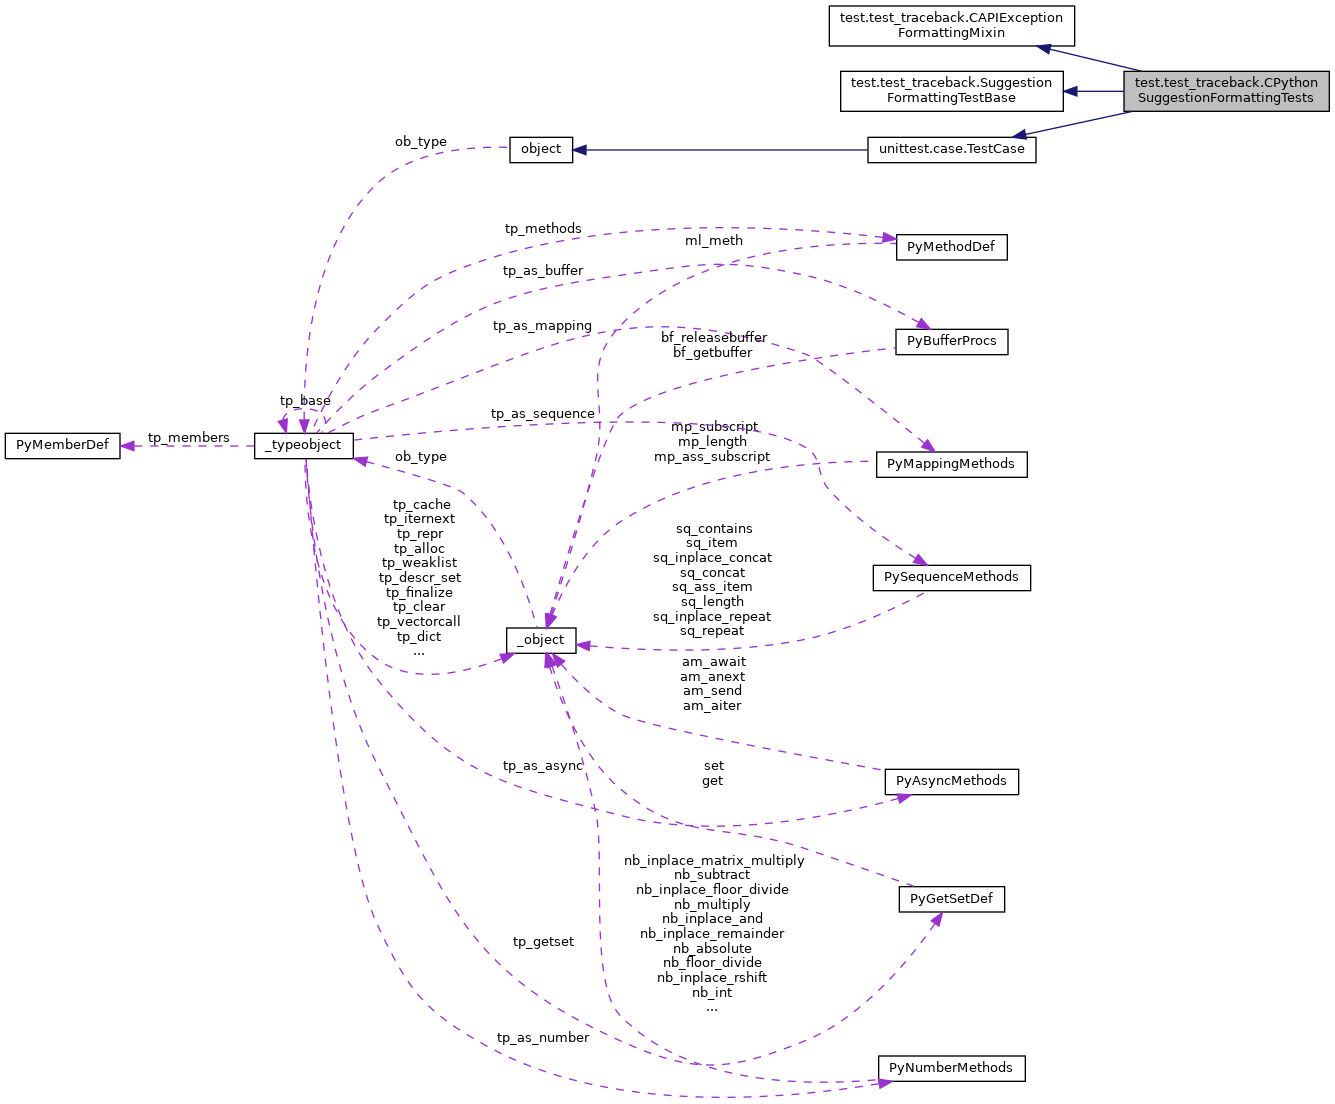 test.test_traceback.CAPIException
FormattingMixin
test.test_traceback.Suggestion
FormattingTestBase
test.test_traceback.CPython
SuggestionFormattingTests
ob_type
object
unittest.case.TestCase
tp_methods
ml_meth
PyMethodDef
tp_as_buffer
tp_as_mapping
bf_releasebuffer
bf_getbuffer
PyBufferProcs
tp_base
tp_as_sequence
mp_subscript
mp_length
mp_ass_subscript
PyMemberDef
tp_members
_typeobject
ob_type
PyMappingMethods
tp_cache
tp_iternext
tp_repr
tp_alloc
tp_weaklist
tp_descr_set
tp_finalize
tp_clear
tp_vectorcall
tp_dict
...
sq_contains
sq_item
sq_inplace_concat
sq_concat
sq_ass_item
sq_length
sq_inplace_repeat
sq_repeat
PySequenceMethods
_object
am_await
am_anext
am_send
am_aiter
tp_as_async
set
get
PyAsyncMethods
nb_inplace_matrix_multiply
nb_subtract
nb_inplace_floor_divide
nb_multiply
nb_inplace_and
nb_inplace_remainder
nb_absolute
nb_floor_divide
nb_inplace_rshift
nb_int
...
PyGetSetDef
tp_getset
tp_as_number
PyNumberMethods